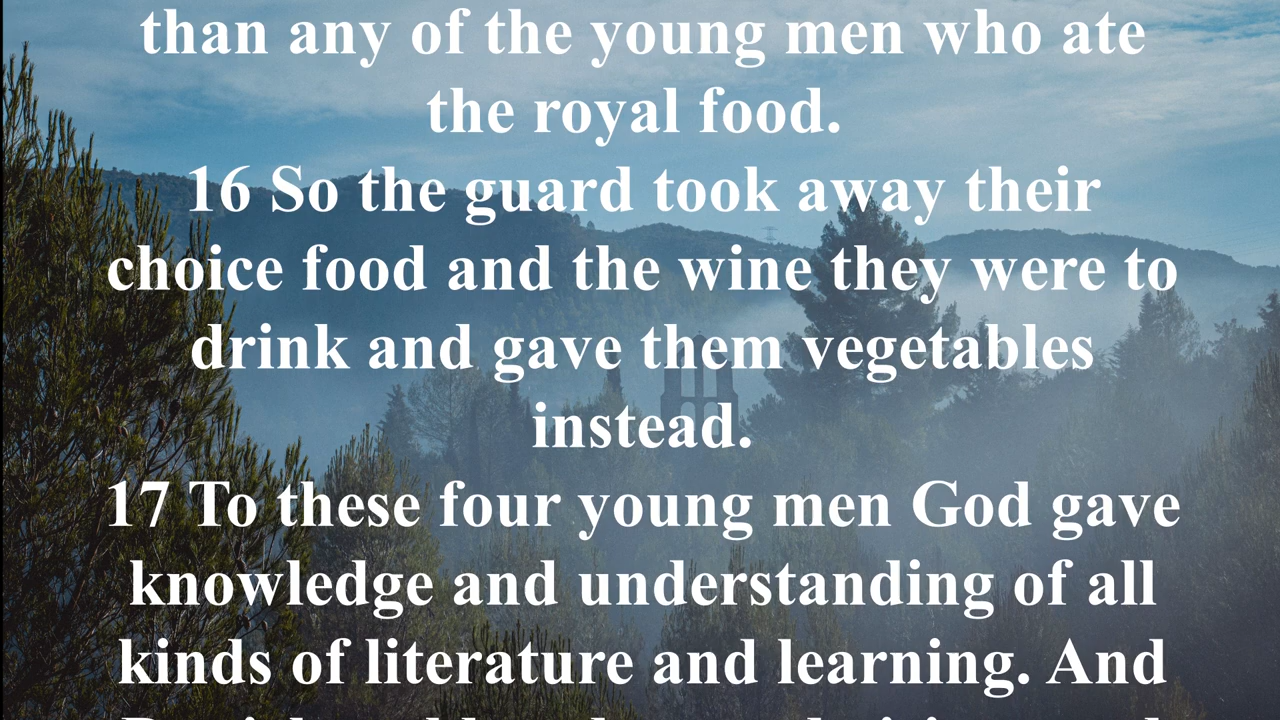 than any of the young men who ate
the royal food.
16 So the guard took away their
choice food and the wine they were to
drink and gave them vegetables
instead.
17 To these four young men God gave
knowledge and understanding of all
kinds of literature and learning. And